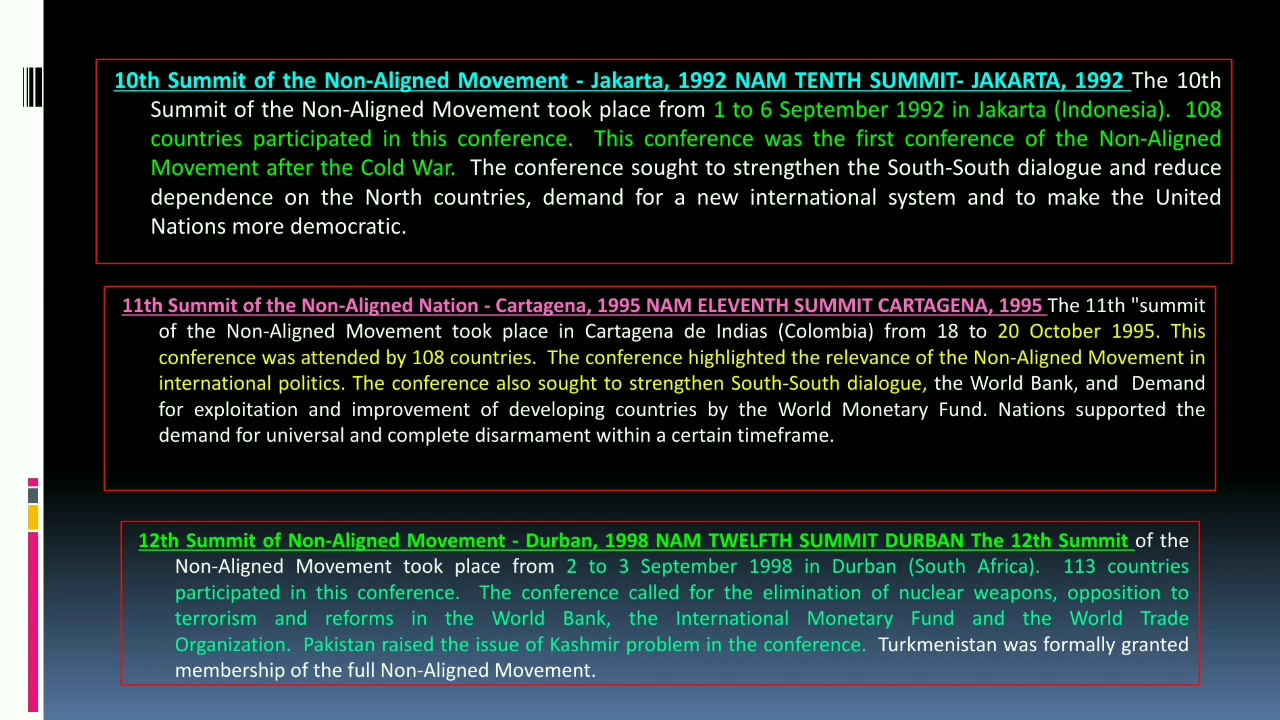 10th Summit of the Non-Aligned Movement - Jakarta, 1992 NAM TENTH SUMMIT- JAKARTA, 1992 The 10th
Summit of the Non-Aligned Movement took place from 1 to 6 September 1992 in Jakarta (Indonesia). 108
countries participated in this conference. This conference was the first conference of the Non-Aligned
Movement after the Cold War. The conference sought to strengthen the South-South dialogue and reduce
dependence on the North countries, demand for a new international system and to make the United
Nations more democratic.
11th Summit of the Non-Aligned Nation - Cartagena, 1995 NAM ELEVENTH SUMMIT CARTAGENA, 1995 The 11th "summit
of the Non-Aligned Movement took place in Cartagena de Indias (Colombia) from 18 to 20 October 1995. This
conference was attended by 108 countries. The conference highlighted the relevance of the Non-Aligned Movement in
international politics. The conference also sought to strengthen South-South dialogue, the World Bank, and Demand
for exploitation and improvement of developing countries by the World Monetary Fund. Nations supported the
demand for universal and complete disarmament within a certain timeframe.
12th Summit of Non-Aligned Movement - Durban, 1998 NAM TWELFTH SUMMIT DURBAN The 12th Summit of the
Non-Aligned Movement took place from 2 to 3 September 1998 in Durban (South Africa). 113 countries
participated in this conference. The conference called for the elimination of nuclear weapons, opposition to
terrorism and reforms in the World Bank, the International Monetary Fund and the World Trade
Organization. Pakistan raised the issue of Kashmir problem in the conference. Turkmenistan was formally granted
membership of the full Non-Aligned Movement.